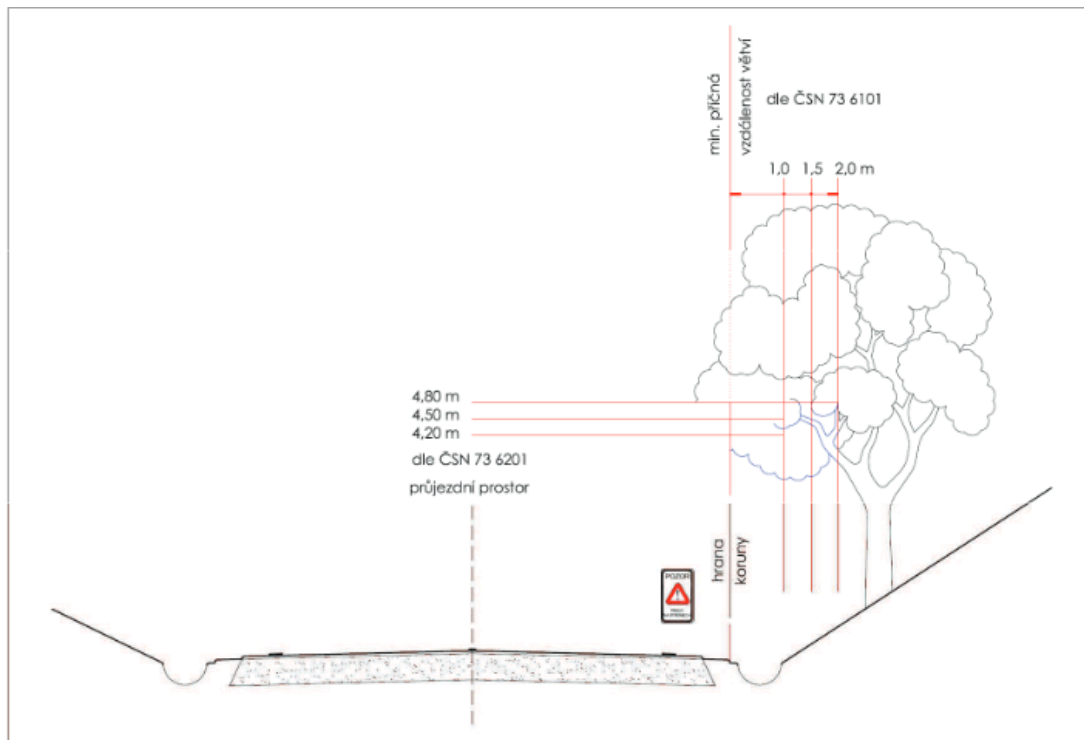 min. příčná
vzdálenost větví
dle ČSN 73 6101
1,0 1,5 2,0 m
4,80 m
4,50 m
4,20 m
dle ČSN 73 6201
průjezdní prostor
hrana
koruny
POZOR